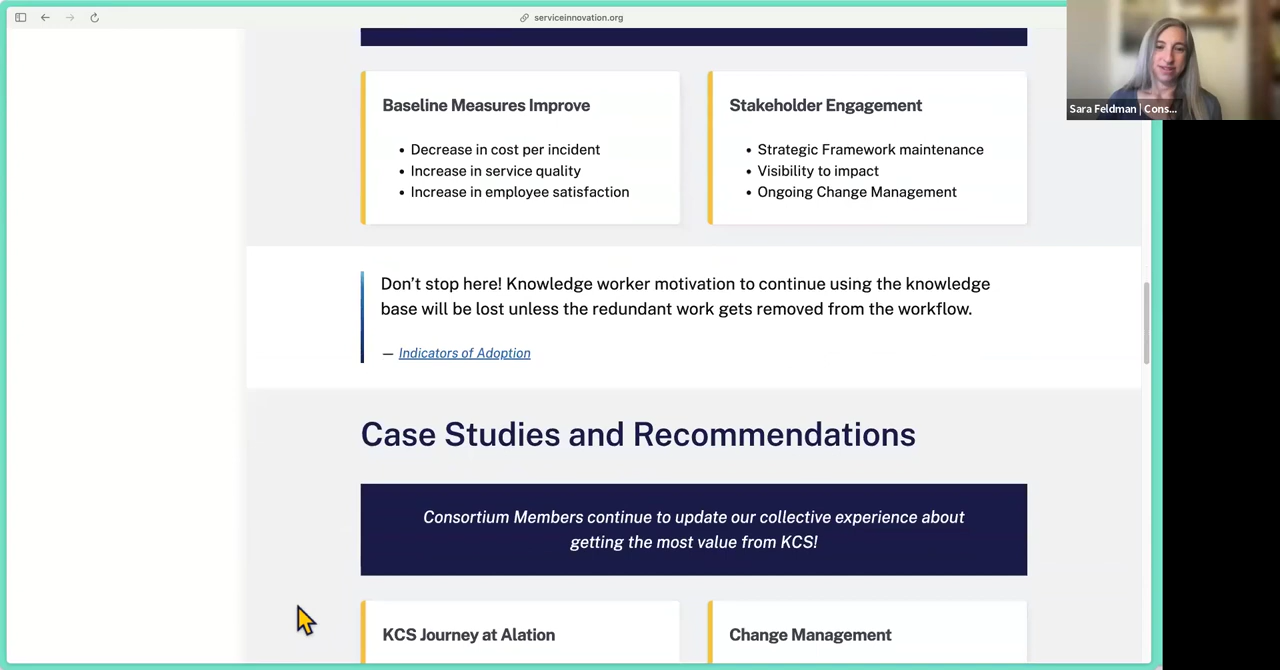 serviceinnovation.org
Sara Feldman | Cons...
Baseline Measures Improve
• Decrease in cost per incident
• Increase in service quality
• Increase in employee satisfaction
Stakeholder Engagement
• Strategic Framework maintenance
• Visibility to impact
• Ongoing Change Management
Don’t stop here! Knowledge worker motivation to continue using the knowledge
base will be lost unless the redundant work gets removed from the workflow.
— Indicators of Adoption
Case Studies and Recommendations
Consortium Members continue to update our collective experience about
getting the most value from KCS!
KCS Journey at Alation
Change Management